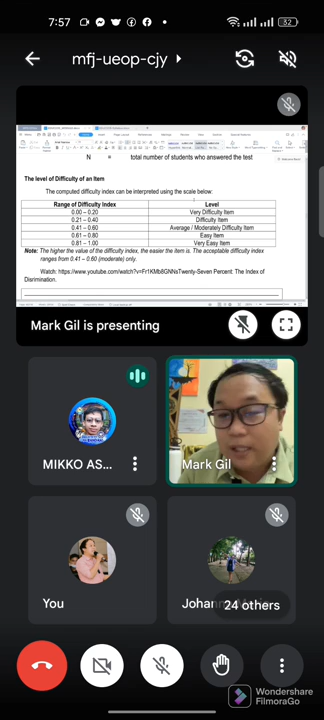 7:57
32
mfj-ueop-cjy
N = total number of students who answered the test
The level of Difficulty of an Item
The computed difficulty index can be interpreted using the scale below:
Range of Difficulty Index Level
0.00 – 0.20 Very Difficulty Item
0.21 – 0.40 Difficulty Item
0.41 – 0.60 Average / Moderately Difficulty Item
0.61 – 0.80 Easy Item
0.81 – 1.00 Very Easy Item
Note: The higher the value of the difficulty index, the easier the item is. The acceptable difficulty index
ranges from 0:41 – 0.60 (moderate) only.
Watch: https://www.youtube.com/watch?v=Fr1KMb8GNNsTwenty-Seven Percent: The Index of
Disrimination.
Mark Gil is presenting
MIKKO AS...
Mark Gil
You
Johann
24 others
Wondershare
FilmoraGo